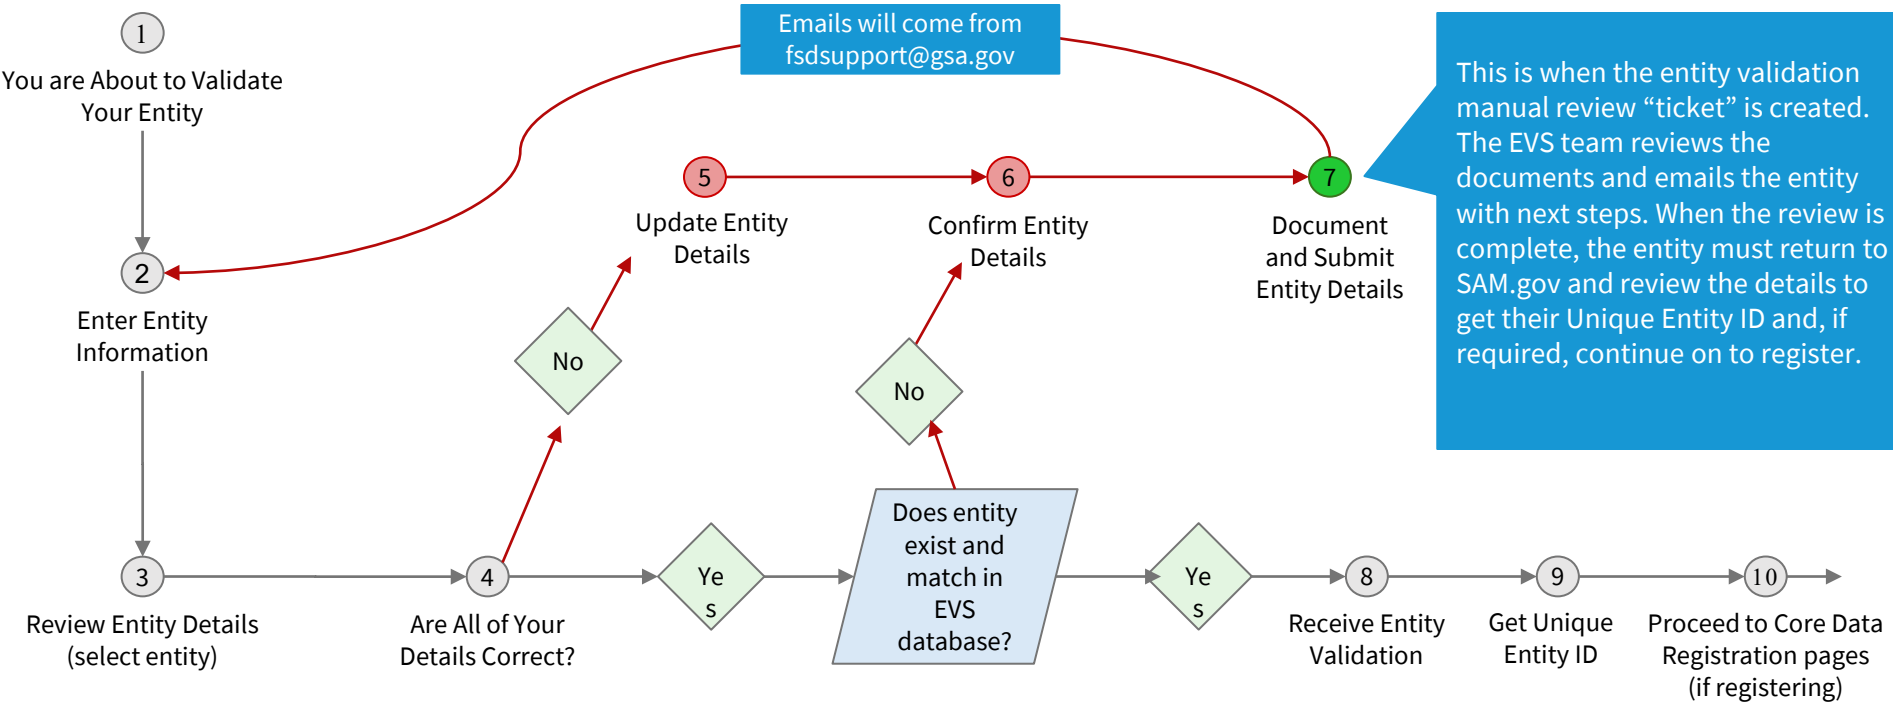 1
You are About to Validate
Your Entity
Emails will come from
fsdsupport@gsa.gov
This is when the entity validation
manual review “ticket” is created.
The EVS team reviews the
documents and emails the entity
with next steps. When the review is
complete, the entity must return to
SAM.gov and review the details to
get their Unique Entity ID and, if
required, continue on to register.
2
Enter Entity
Information
5
Update Entity
Details
6
Confirm Entity
Details
7
Document
and Submit
Entity Details
No
No
3
Review Entity Details
(select entity)
4
Are All of Your
Details Correct?
Ye
s
Does entity
exist and
match in
EVS
database?
Ye
s
8
Receive Entity
Validation
9
Get Unique
Entity ID
10
Proceed to Core Data
Registration pages
(if registering)